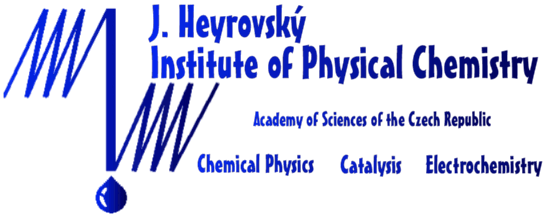 J. Heyrovský
Institute of Physical Chemistry
Academy of Sciences of the Czech Republic
Chemical Physics Catalysis Electrochemistry